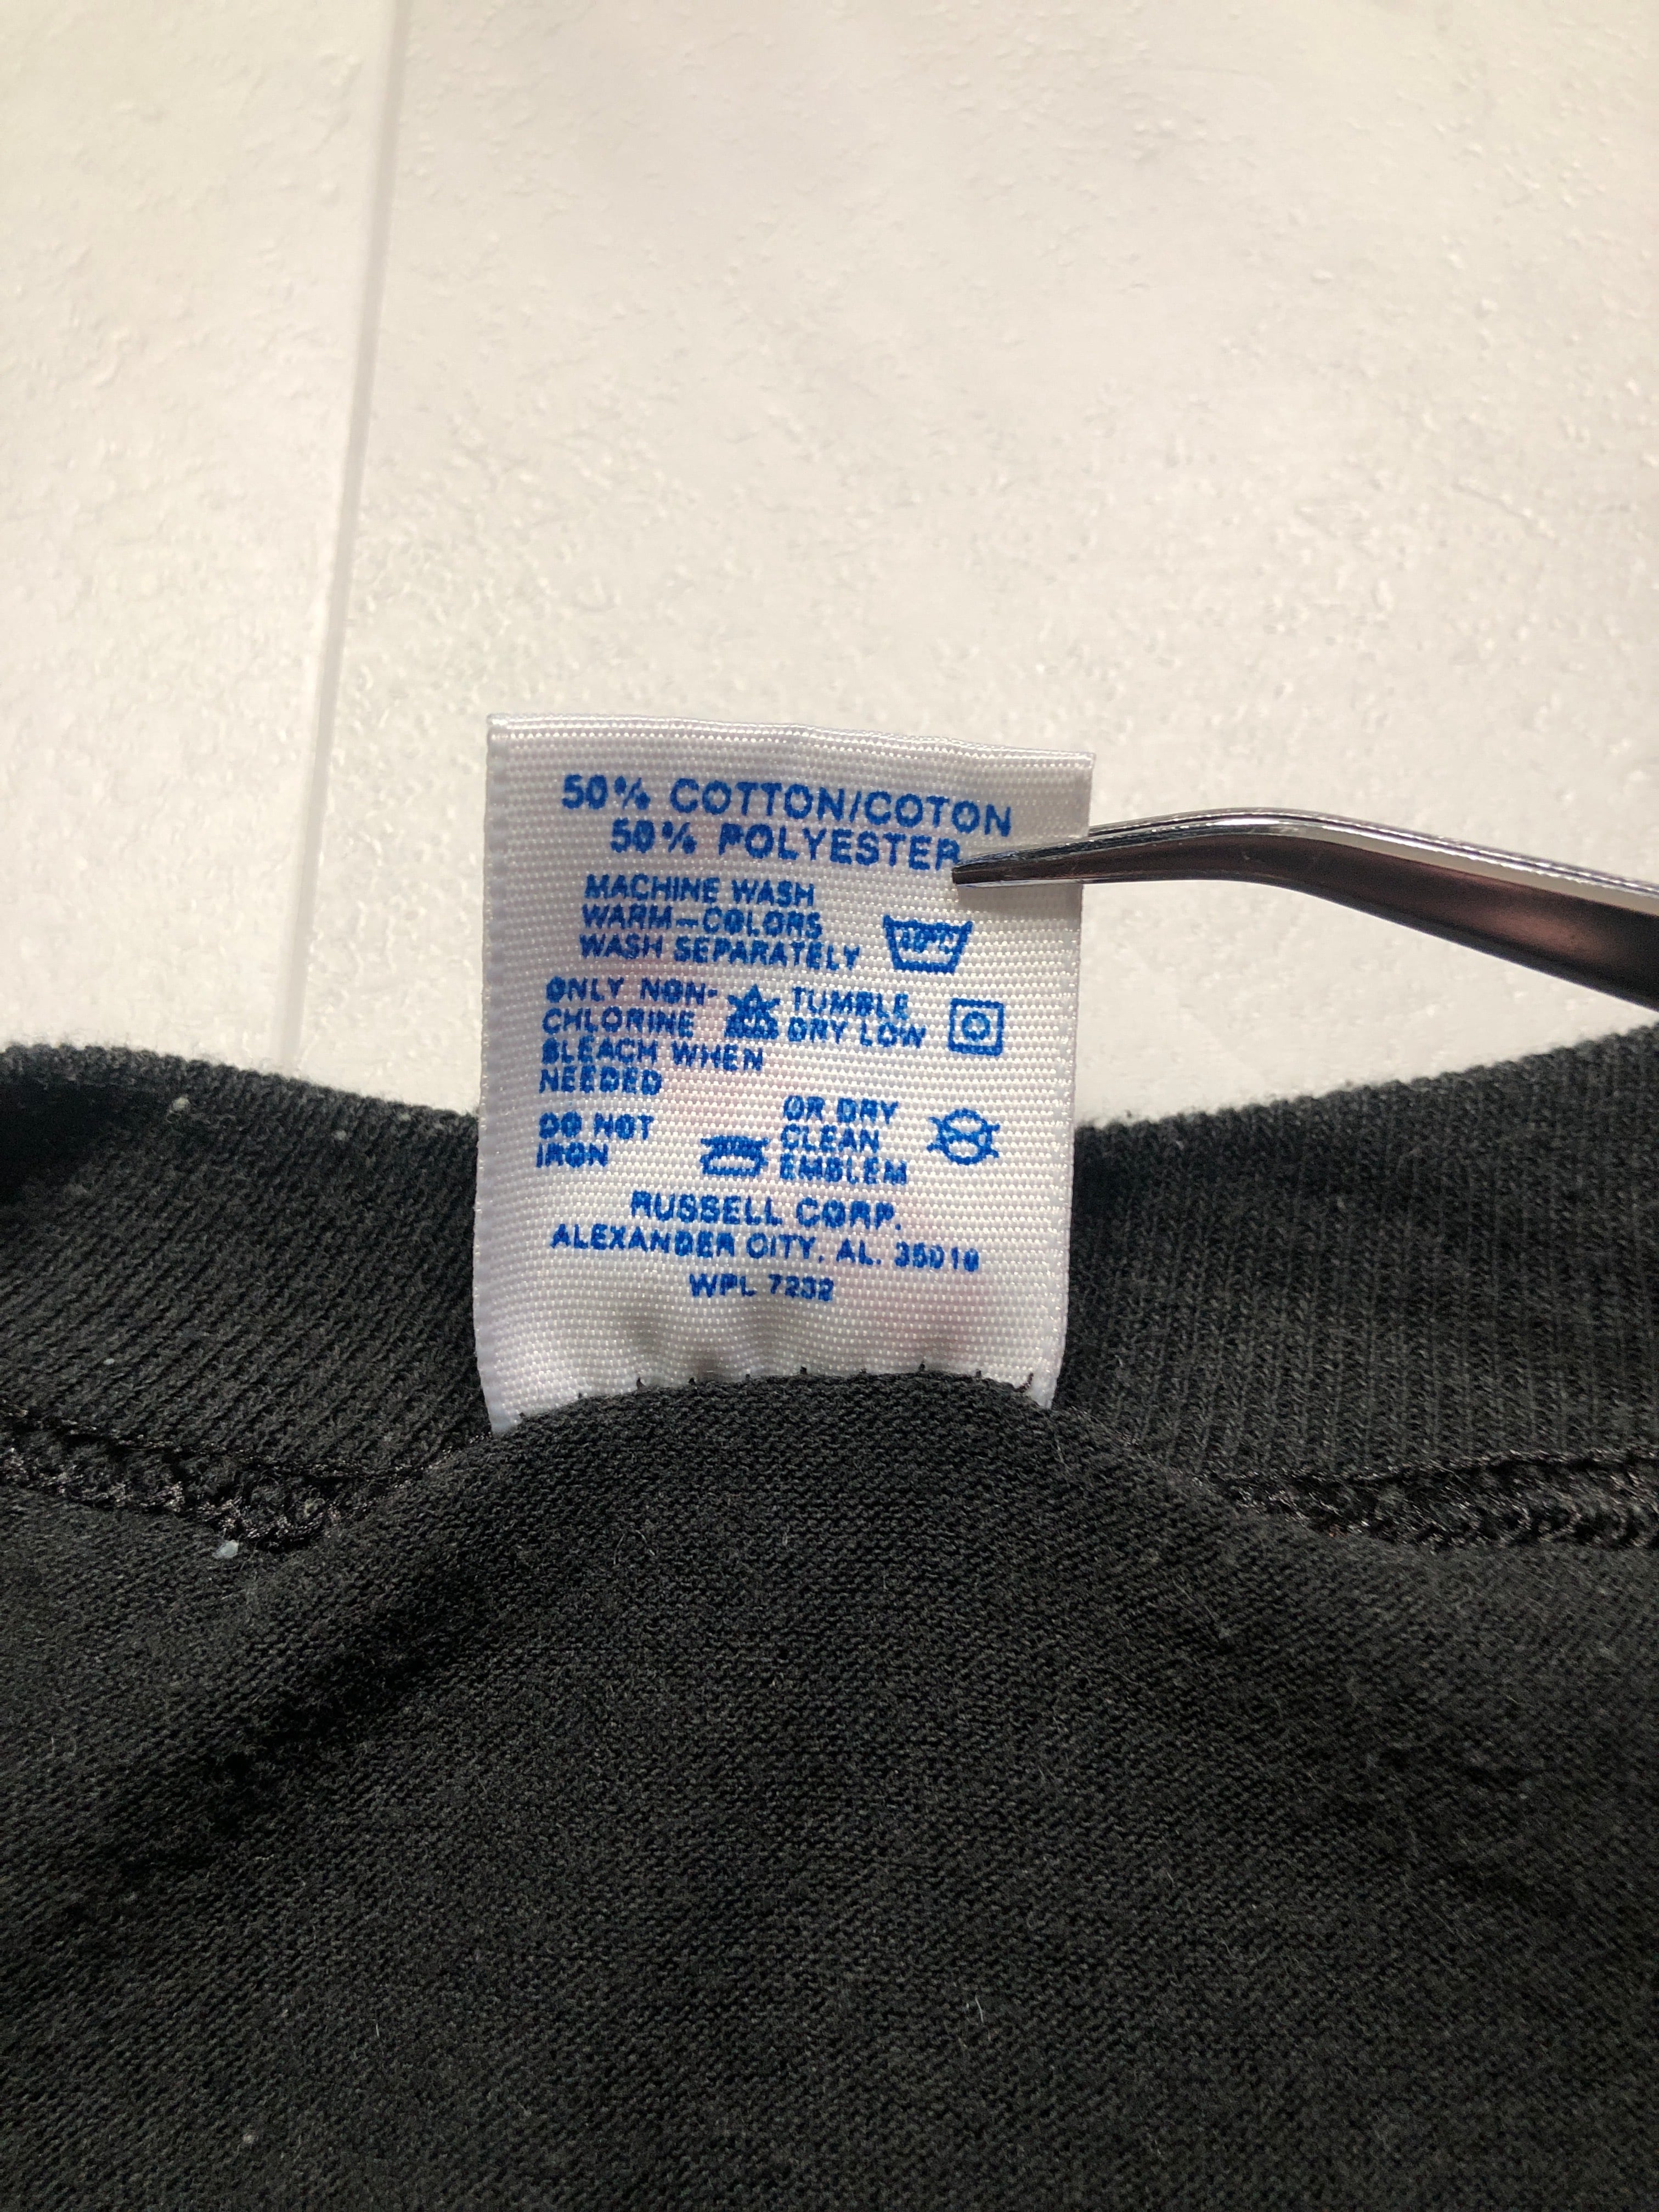 50% COTTON/COTON
50% POLYESTER
MACHINE WASH
WARM-COLORS
WASH SEPARATELY
ONLY NON-
CHLORINE
BLEACH WHEN
NEEDED
TUMBLE
DRY LOW
DO NOT
IRON
OR DRY
CLEAN
EMBLEM
RUSSELL CORP.
ALEXANDER CITY, AL. 35010
WPL 7232